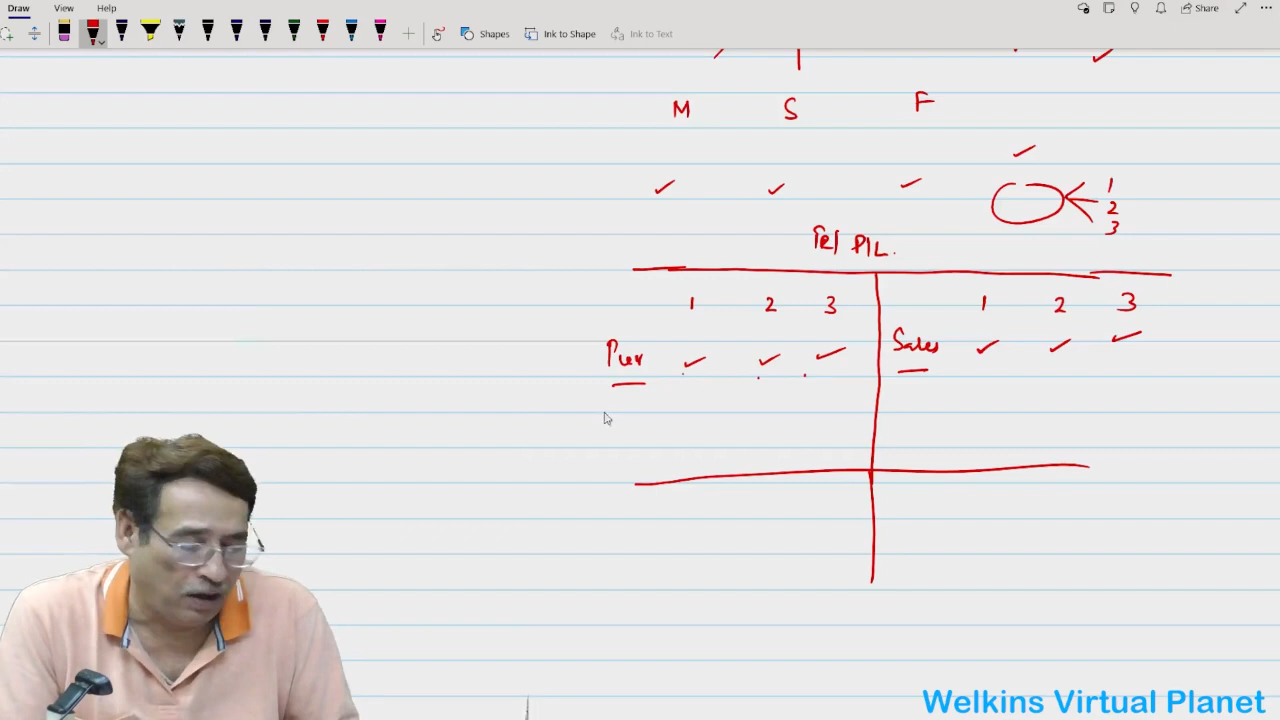 Draw View Help
Share
Shapes Ink to Shape Ink to Text
M S F
1
2
3
Tr/ P/L.
1 2 3 1 2 3
Pur Sales
Welkins Virtual Planet